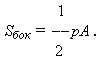 Sбок = 1/2 pA.